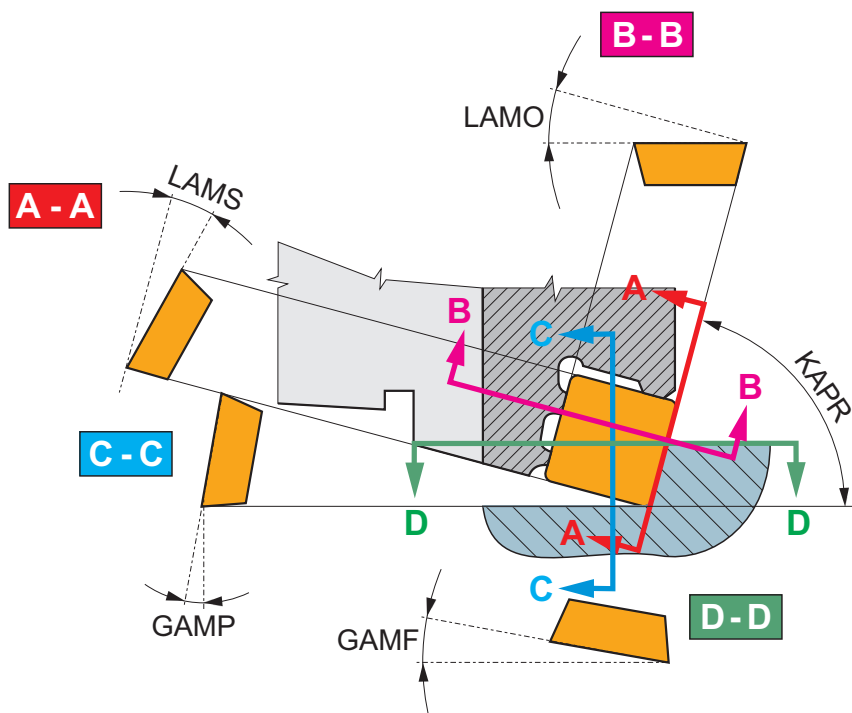 B - B
LAMO
LAMS
A - A
A
B
C
KAPR
B
C - C
D
D
A
C
GAMP
GAMF
D - D